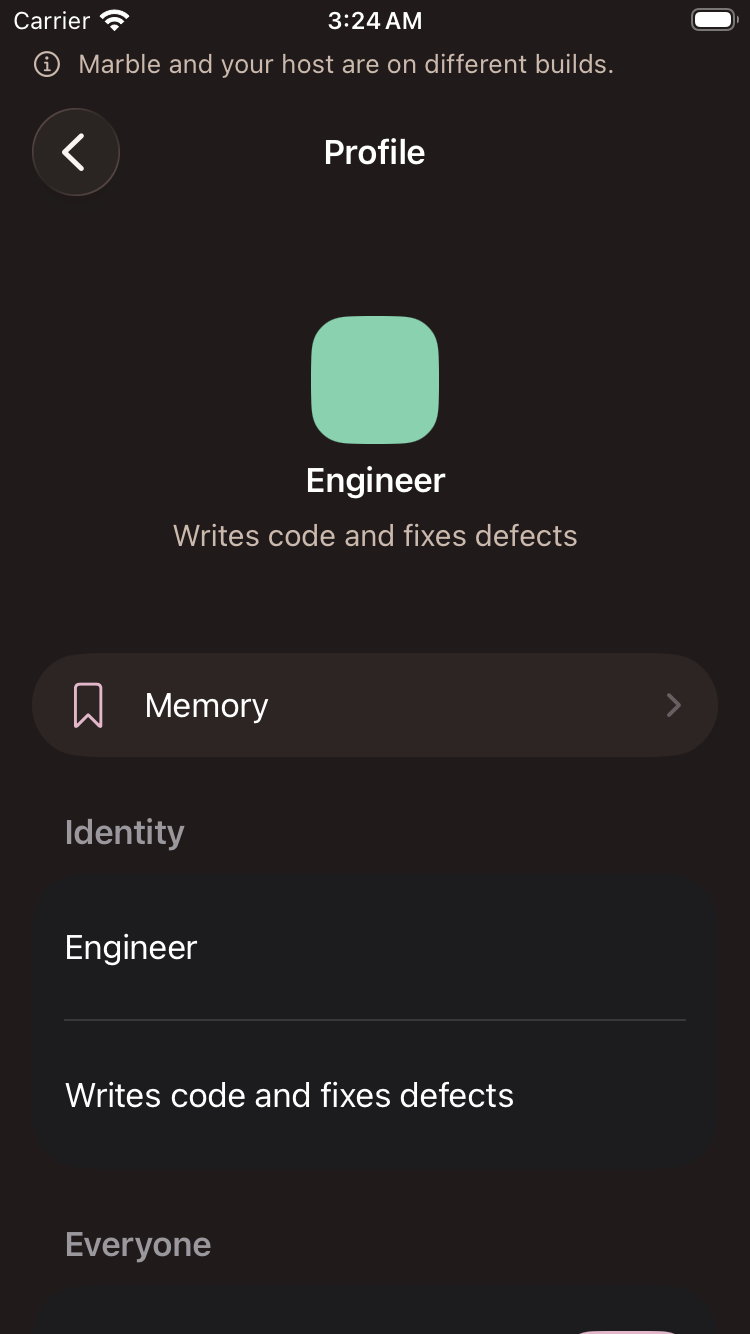 Carrier
3:24 AM
Marble and your host are on different builds.
Profile
Engineer
Writes code and fixes defects
Memory
Identity
Engineer
Writes code and fixes defects
Everyone